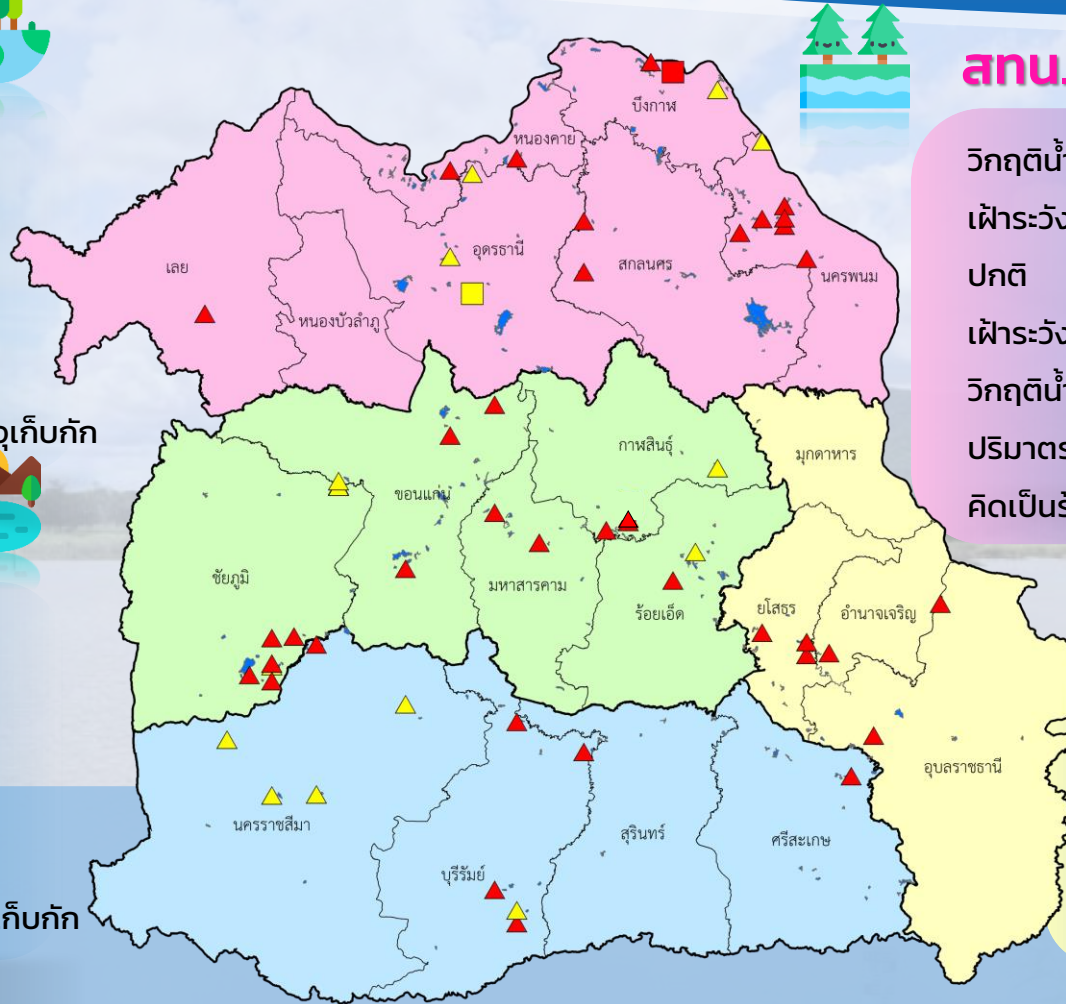 สทน.
วิกฤติน้ำ
เฝ้าระวัง
ปกติ
เฝ้าระวัง
วิกฤติน้ำ
ปริมาตร
คิดเป็นร้
ุเก็บกัก
ก็บกัก
บึงกาฬ
หนองคาย
เลย
อุดรธานี
สกลนคร
นครพนม
หนองบัวลำภู
กาฬสินธุ์
มุกดาหาร
ขอนแก่น
ชัยภูมิ
มหาสารคาม
ร้อยเอ็ด
ยโสธร
อำนาจเจริญ
อุบลราชธานี
นครราชสีมา
บุรีรัมย์
สุรินทร์
ศรีสะเกษ